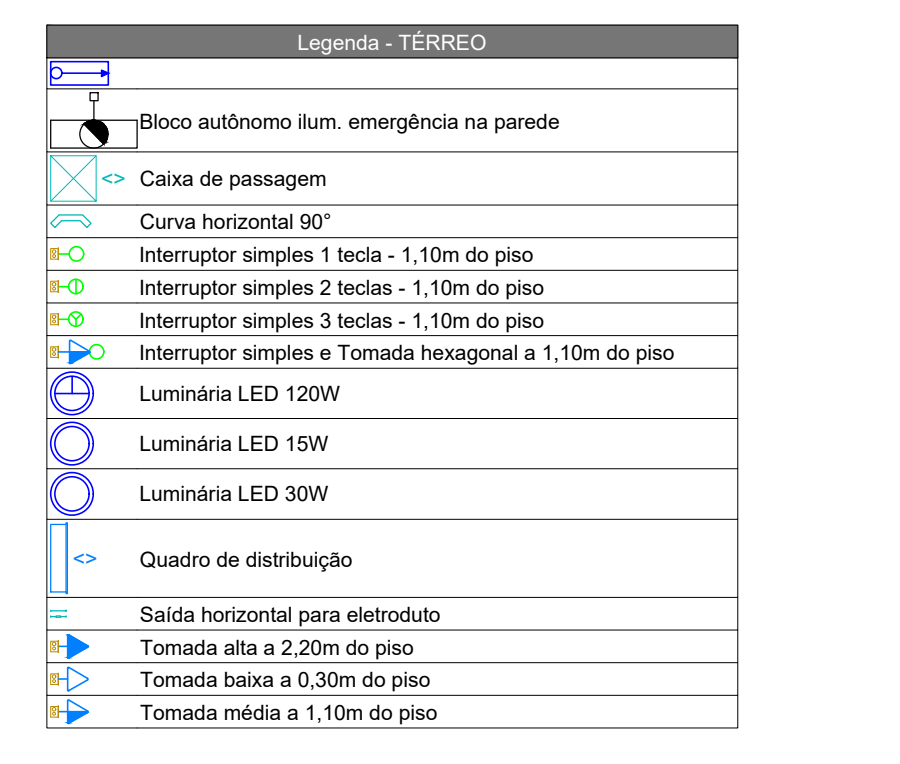 Legenda - TÉRREO
Bloco autônomo ilum. emergência na parede
<> Caixa de passagem
Curva horizontal 90°
Interruptor simples 1 tecla - 1,10m do piso
Interruptor simples 2 teclas - 1,10m do piso
Interruptor simples 3 teclas - 1,10m do piso
Interruptor simples e Tomada hexagonal a 1,10m do piso
Luminária LED 120W
Luminária LED 15W
Luminária LED 30W
<> Quadro de distribuição
Saída horizontal para eletroduto
Tomada alta a 2,20m do piso
Tomada baixa a 0,30m do piso
Tomada média a 1,10m do piso